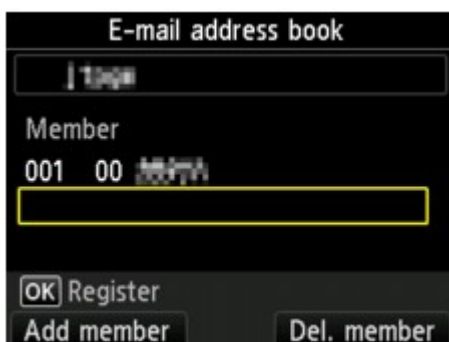 E-mail address book
Member
001 00
OK Register
Add member Del. member